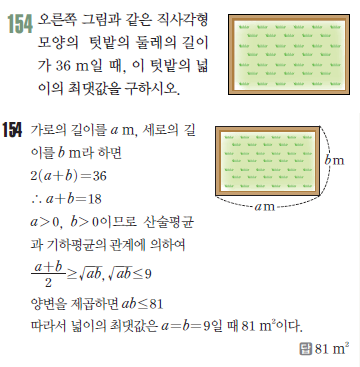 154 오른쪽 그림과 같은 직사각형
모양의 텃밭의 둘레의 길이
가 36 m일 때, 이 텃밭의 넓
이의 최댓값을 구하시오.
154 가로의 길이를 a m, 세로의 길
이를 b m라 하면
2(a+b)=36
∴ a+b=18
a>0, b>0이므로 산술평균
과 기하평균의 관계에 의하여
(a+b)/2≥√ab, √ab≤9
양변을 제곱하면 ab≤81
따라서 넓이의 최댓값은 a=b=9일 때 81 m²이다.
b m
a m
답 81 m²